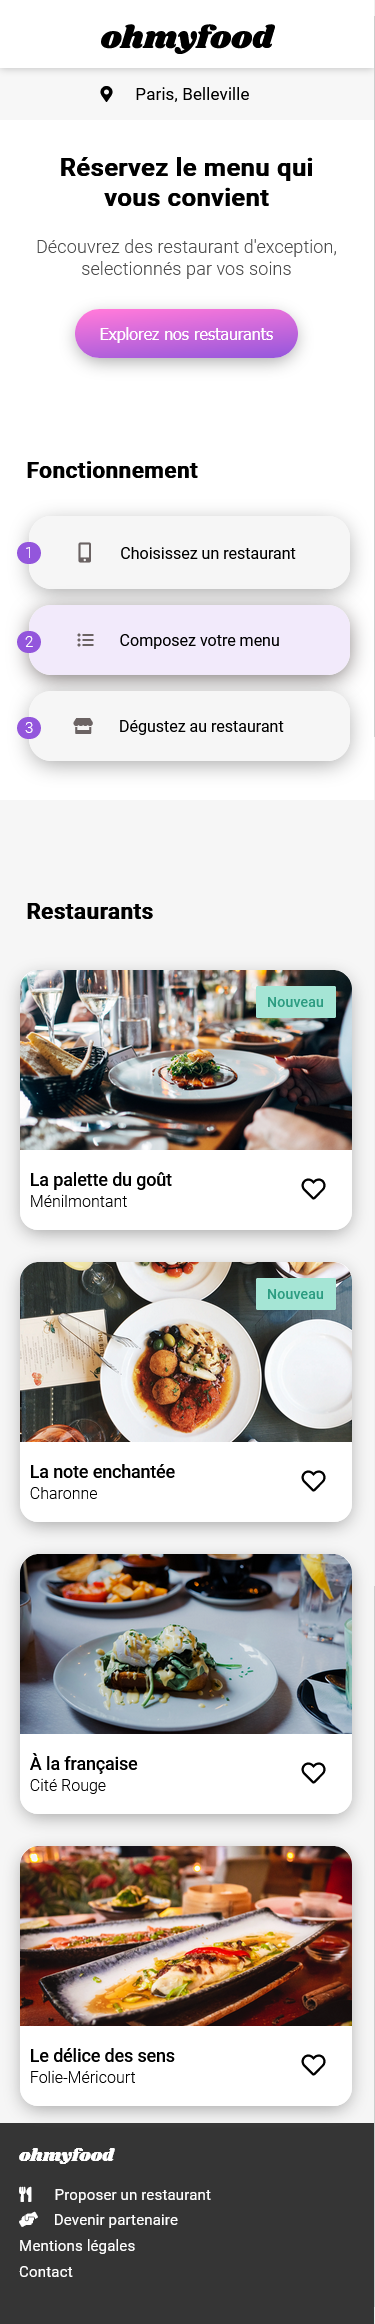 ohmyfood
Paris, Belleville
Réservez le menu qui
vous convient
Découvrez des restaurant d'exception,
selectionnés par vos soins
Explorez nos restaurants
Fonctionnement
1 Choisissez un restaurant
2 Composez votre menu
3 Dégustez au restaurant
Restaurants
Nouveau
La palette du goût
Ménilmontant
Nouveau
La note enchantée
Charonne
À la française
Cité Rouge
Le délice des sens
Folie-Méricourt
ohmyfood
Proposer un restaurant
Devenir partenaire
Mentions légales
Contact